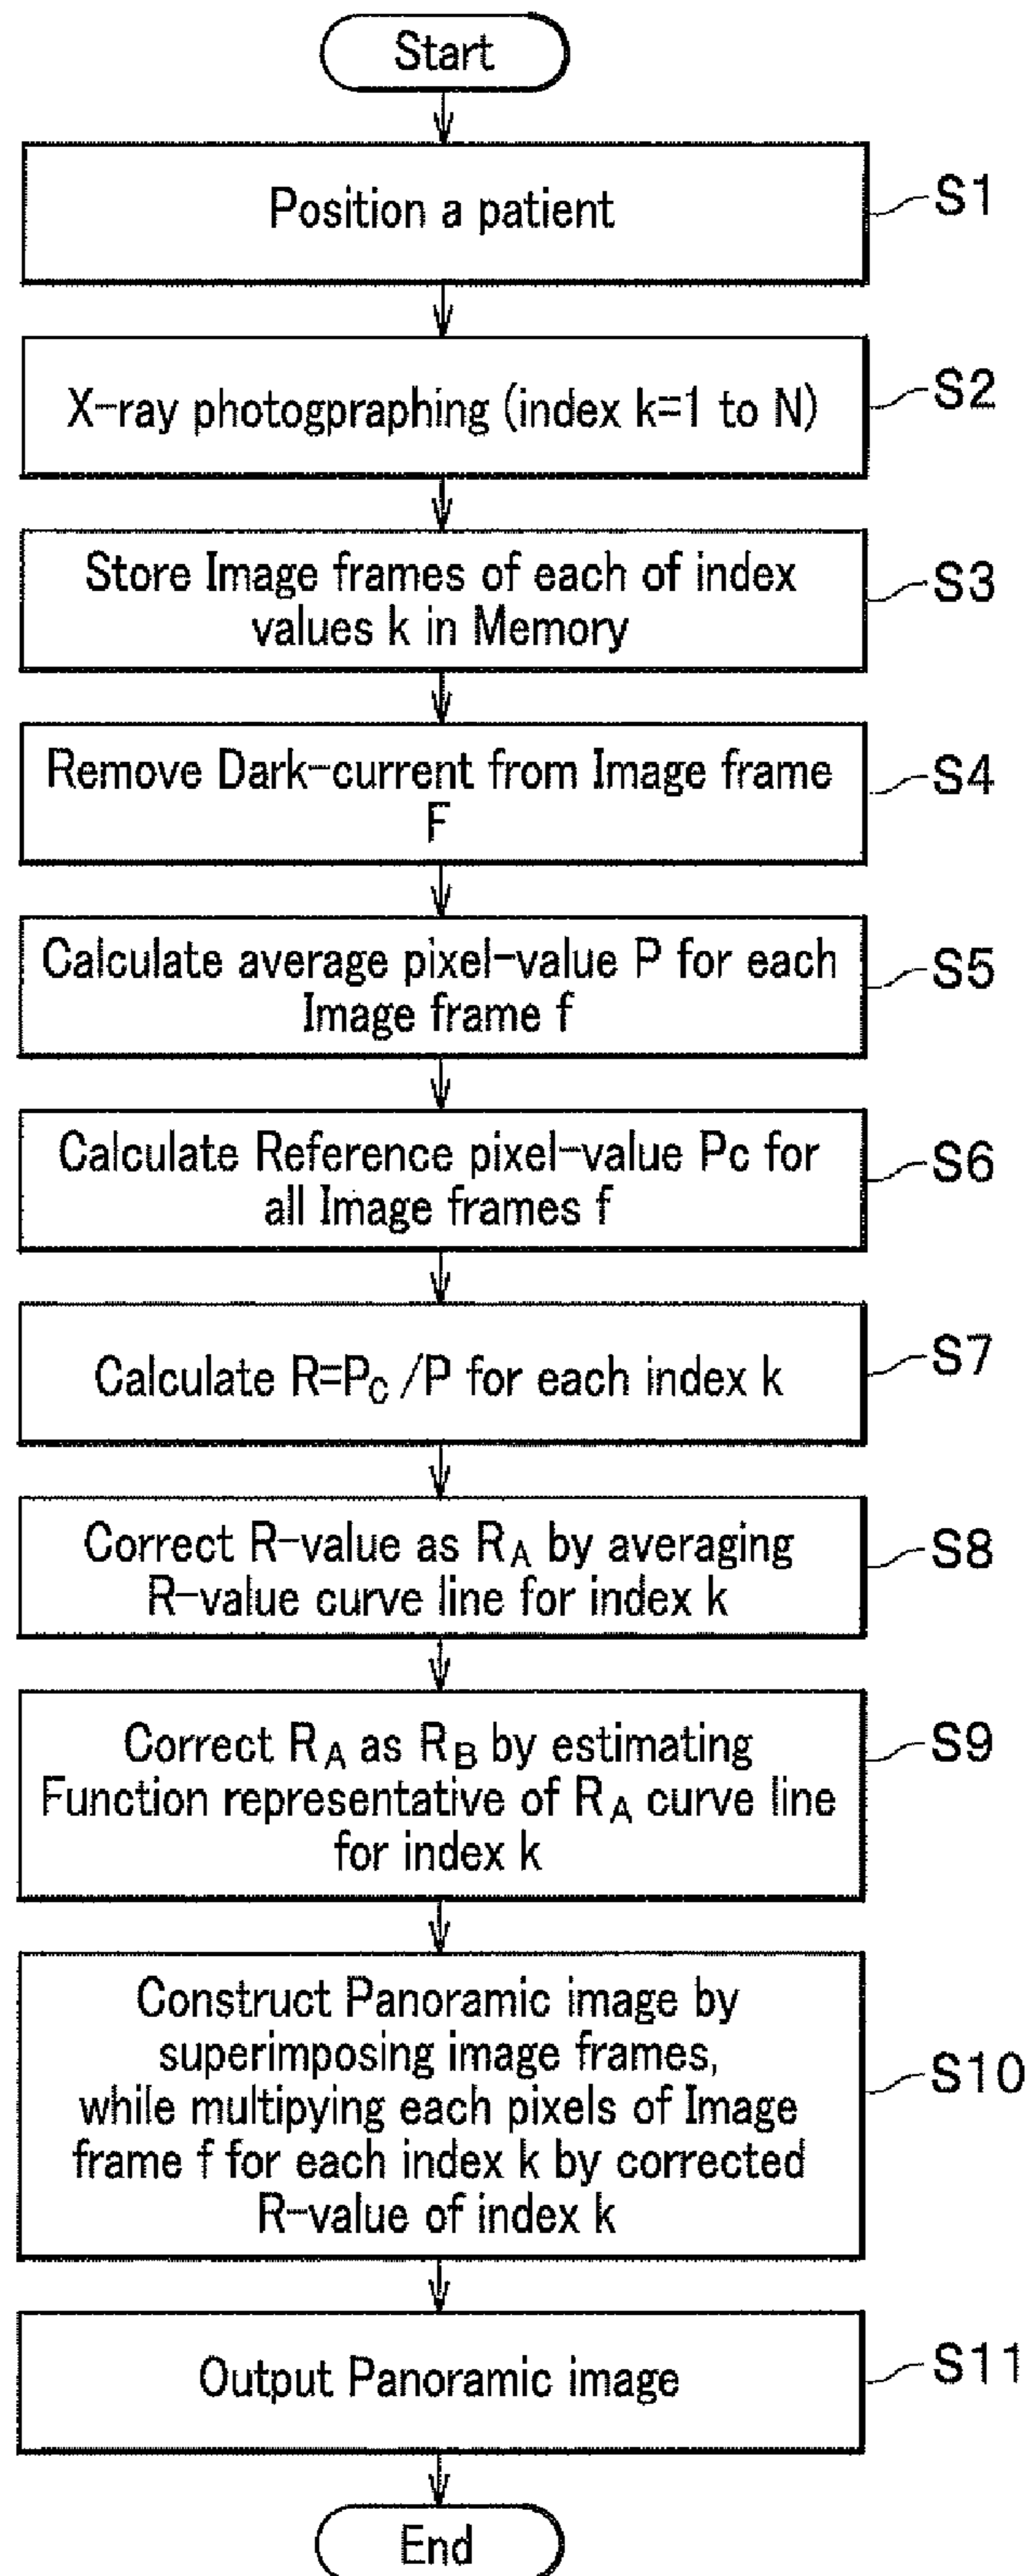 Start
Position a patient
S1
X-ray photogpraphing (index k=1 to N)
S2
Store Image frames of each of index
values k in Memory
S3
Remove Dark-current from Image frame
F
S4
Calculate average pixel-value P for each
Image frame f
S5
Calculate Reference pixel-value Pc for
all Image frames f
S6
Calculate R=PC /P for each index k
S7
Correct R-value as RA by averaging
R-value curve line for index k
S8
Correct RA as RB by estimating
Function representative of RA curve line
for index k
S9
Construct Panoramic image by
superimposing image frames,
while multipying each pixels of Image
frame f for each index k by corrected
R-value of index k
S10
Output Panoramic image
S11
End